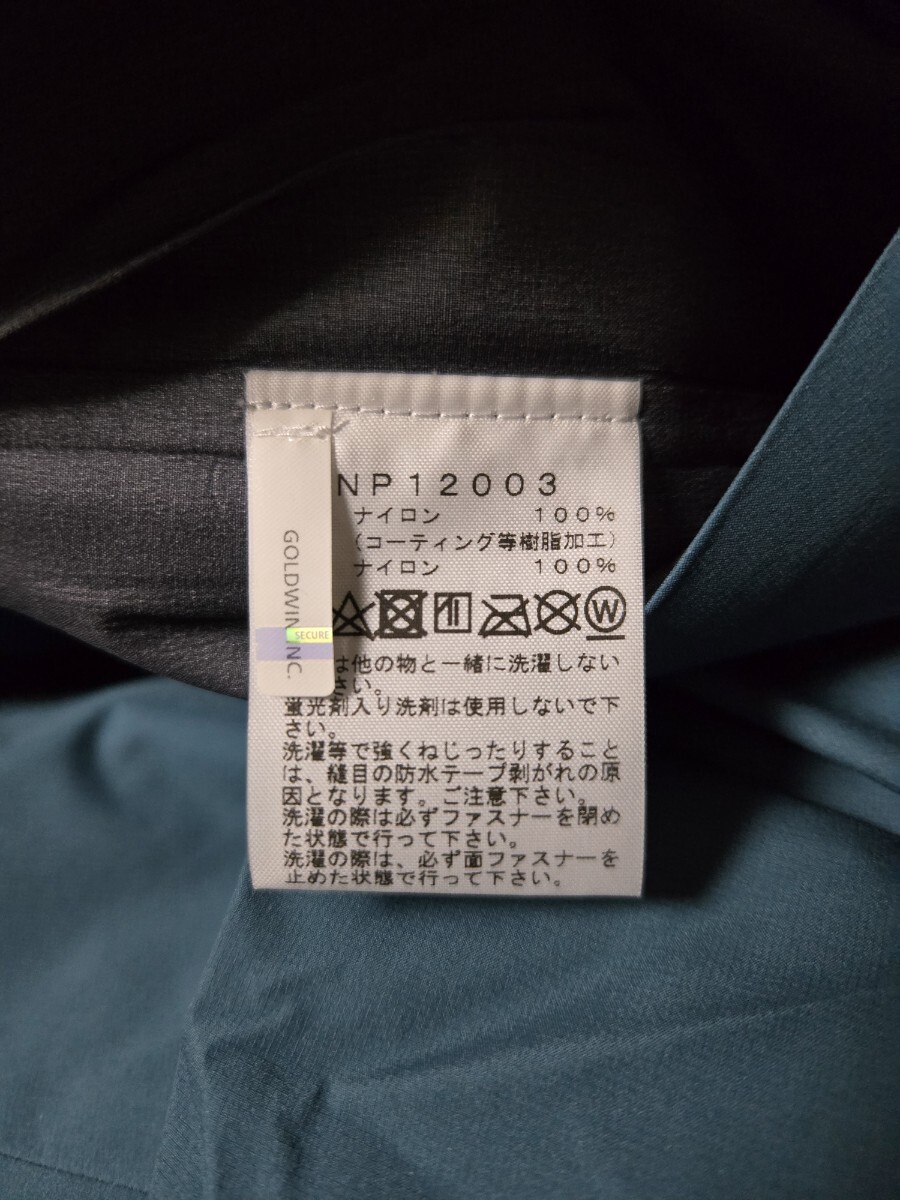 NP12003
ナイロン 100%
(コーティング等樹脂加工)
ナイロン 100%
W
は他の物と一緒に洗濯しない
さい。
蛍光剤入り洗剤は使用しないで下
さい。
洗濯等で強くねじったりすること
は、縫目の防水テープ剥がれの原
因となります。ご注意下さい。
洗濯の際は必ずファスナーを閉め
た状態で行って下さい。
洗濯の際は、必ず面ファスナーを
止めた状態で行って下さい。
GOLDWIN INC.
SECURE